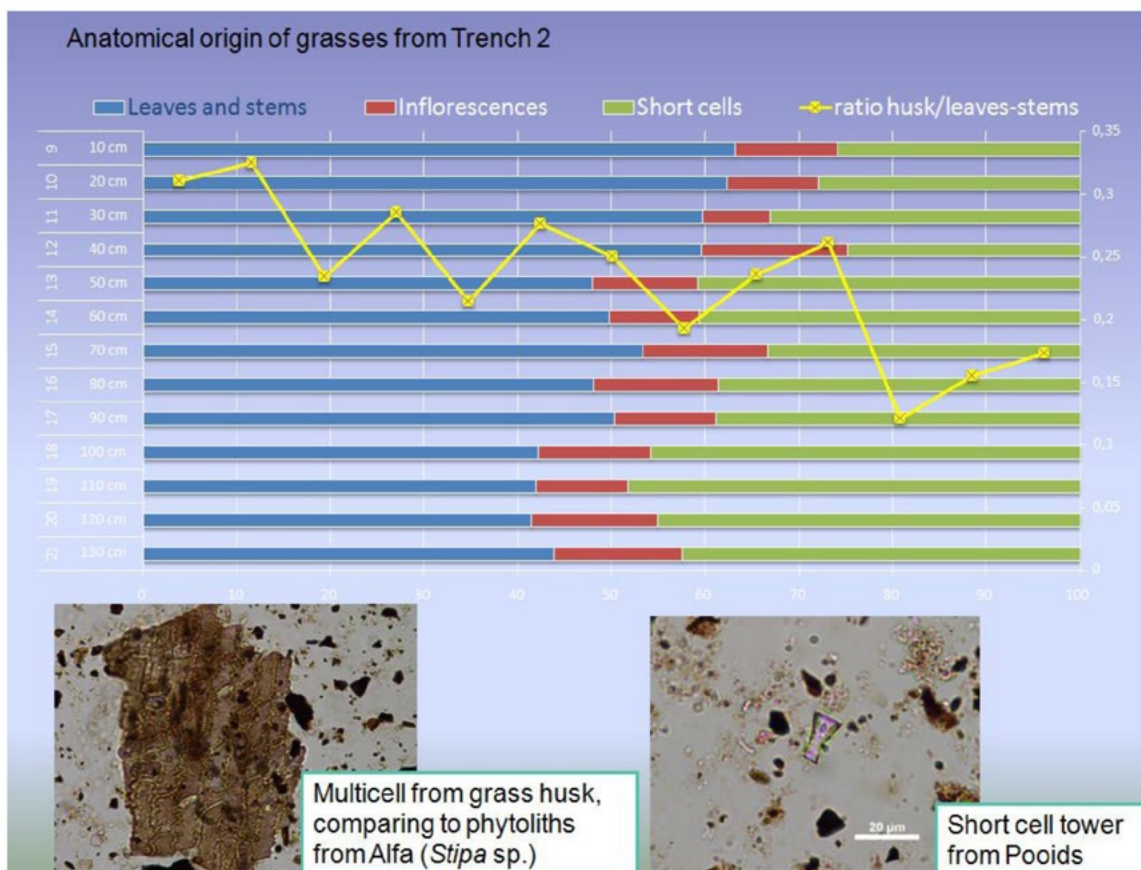 Anatomical origin of grasses from Trench 2
Leaves and stems Inflorescences Short cells ratio husk/leaves-stems
0,35
9 10 cm
10 20 cm
0,3
11 30 cm
12 40 cm
0,25
13 50 cm
14 60 cm
0,2
15 70 cm
16 80 cm
0,15
17 90 cm
0,1
18 100 cm
19 110 cm
0,05
20 120 cm
21 130 cm
0
0 10 20 30 40 50 60 70 80 90 100
Multicell from grass husk,
comparing to phytoliths
from Alfa (Stipa sp.)
20 µm
Short cell tower
from Pooids